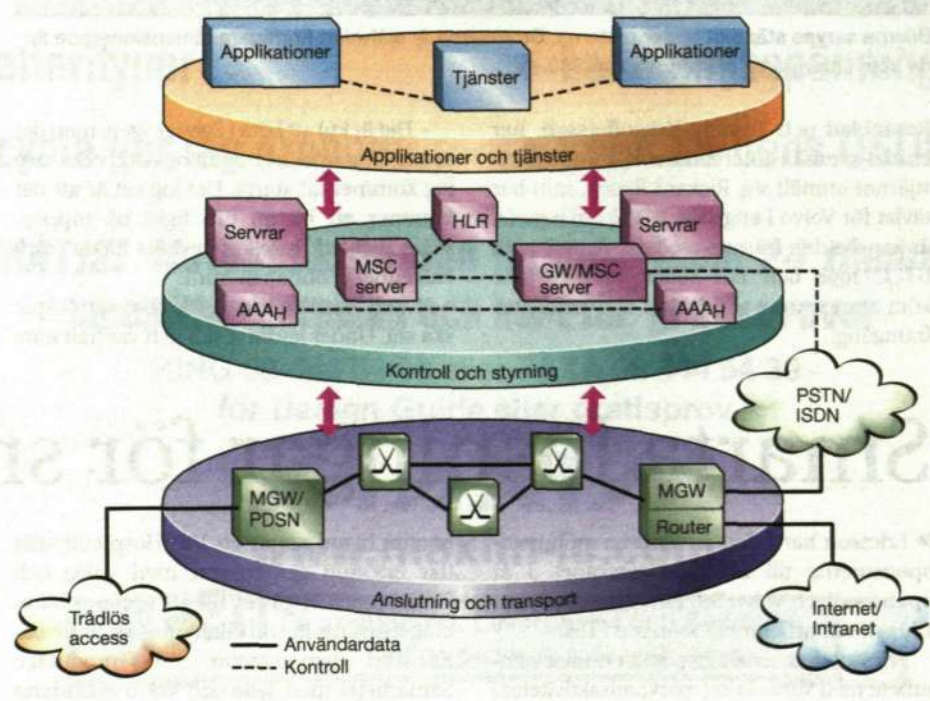 Applikationer
Tjänster
Applikationer
Applikationer och tjänster
Servrar
HLR
Servrar
MSC
server
GW/MSC
server
AAAH
AAAH
Kontroll och styrning
PSTN/
ISDN
MGW/
PDSN
MGW
Router
Anslutning och transport
Trådlös
access
Internet/
Intranet
Användardata
Kontroll